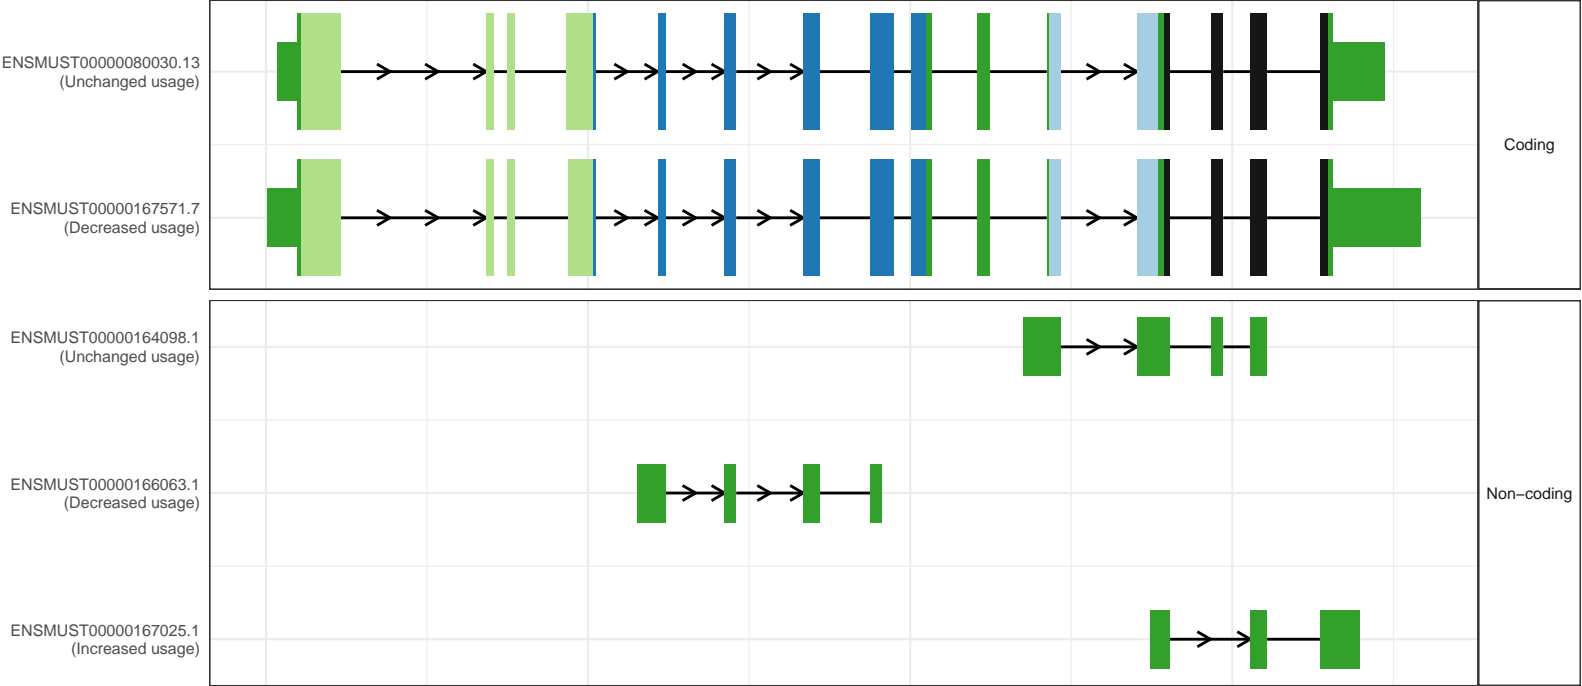 ENSMUST00000080030.13
(Unchanged usage)
ENSMUST00000167571.7
(Decreased usage)
Coding
ENSMUST00000164098.1
(Unchanged usage)
ENSMUST00000166063.1
(Decreased usage)
Non−coding
ENSMUST00000167025.1
(Increased usage)